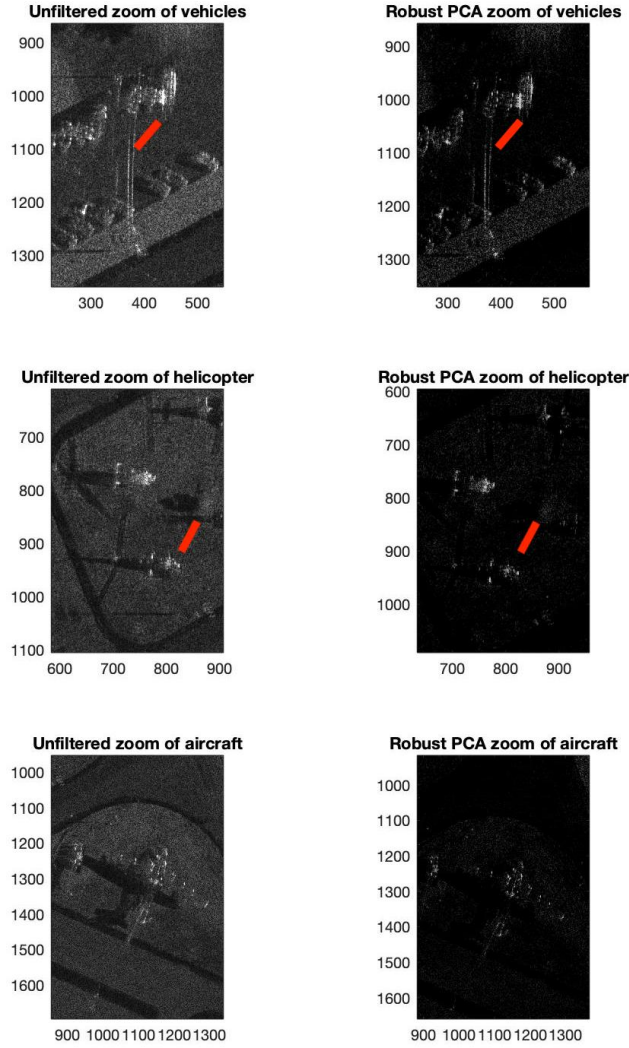 Unfiltered zoom of vehicles
900
1000
1100
1200
1300
300 400 500
Robust PCA zoom of vehicles
900
1000
1100
1200
1300
300 400 500
Unfiltered zoom of helicopter
700
800
900
1000
1100
600 700 800 900
Robust PCA zoom of helicopter
600
700
800
900
1000
700 800 900
Unfiltered zoom of aircraft
1000
1100
1200
1300
1400
1500
1600
900 1000 1100 1200 1300
Robust PCA zoom of aircraft
1000
1100
1200
1300
1400
1500
1600
900 1000 1100 1200 1300